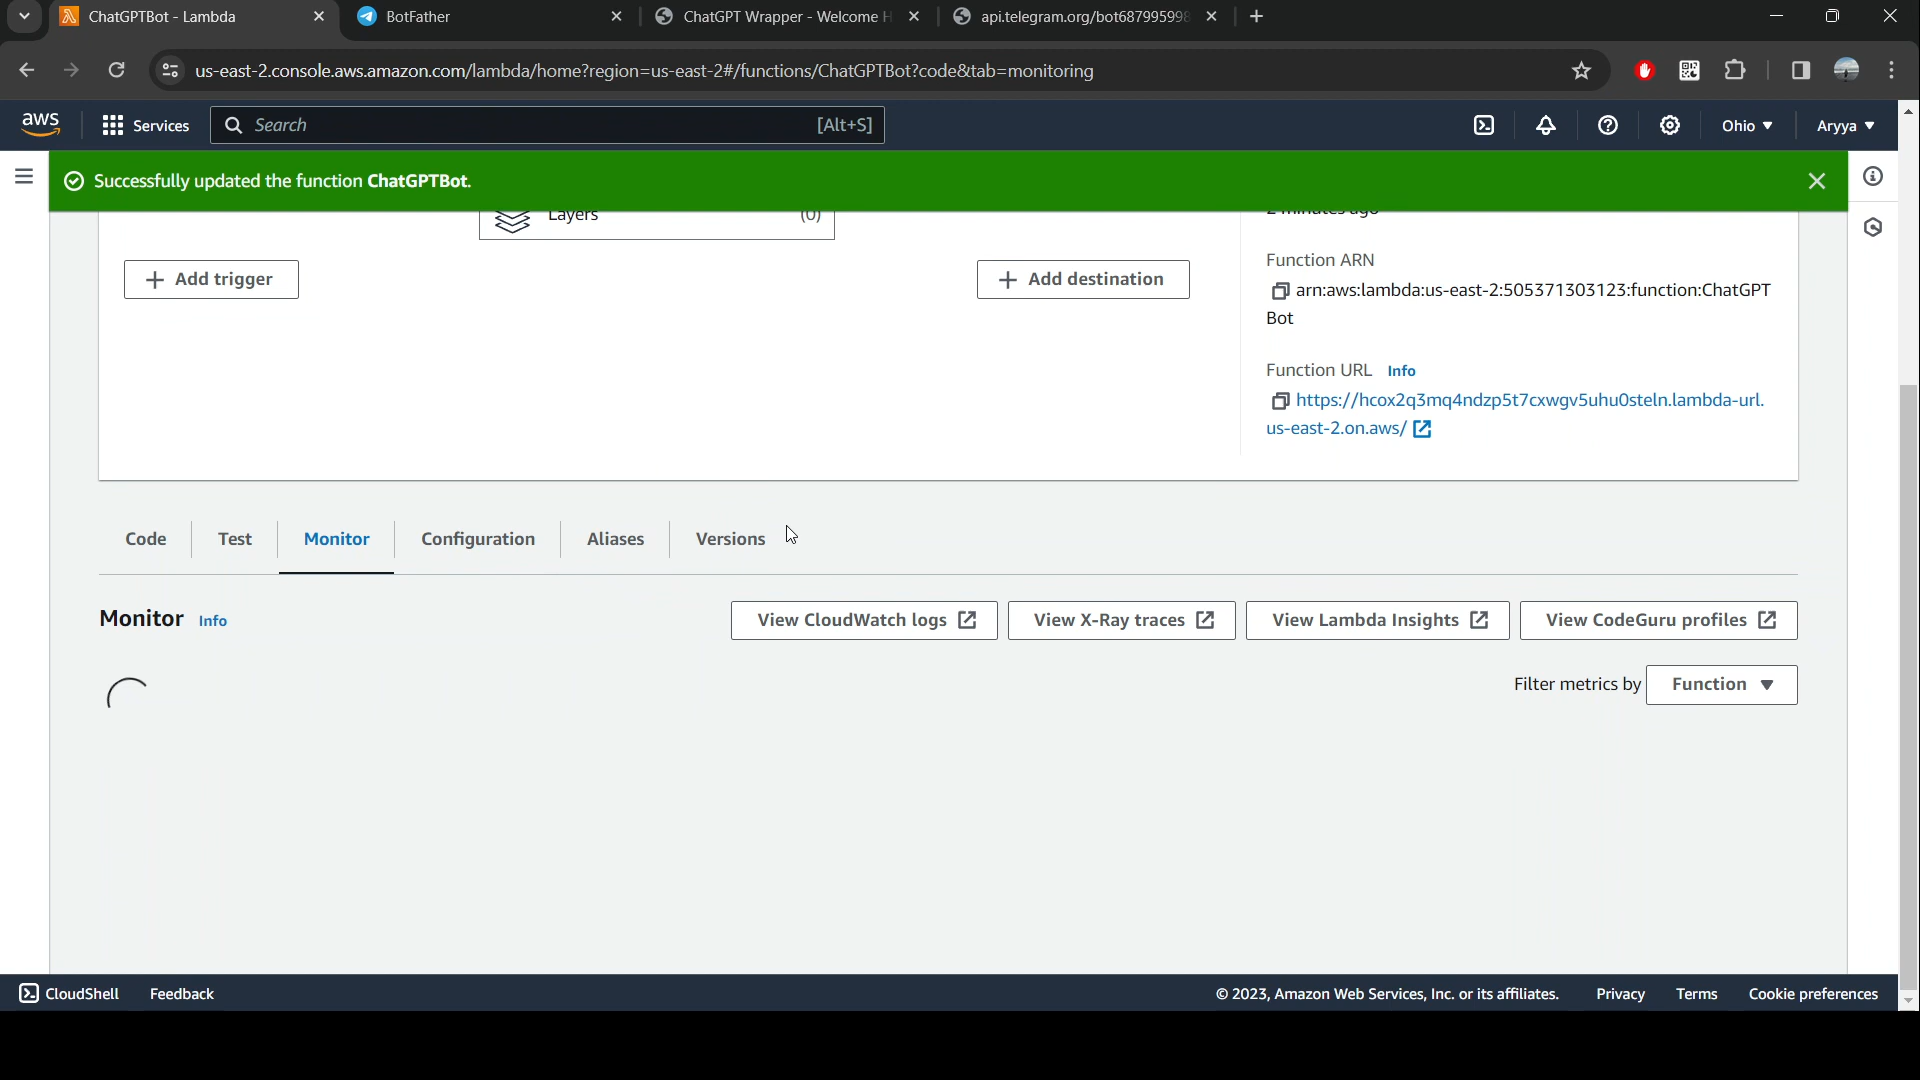 ChatGPTBot - Lambda
BotFather
ChatGPT Wrapper - Welcome H
api.telegram.org/bot687995998
us-east-2.console.aws.amazon.com/lambda/home?region=us-east-2#/functions/ChatGPTBot?code&tab=monitoring
aws
Services
Search
[Alt+S]
Ohio
Aryya
Successfully updated the function ChatGPTBot.
Layers
(0)
2 minutes ago
Add trigger
Add destination
Function ARN
arn:aws:lambda:us-east-2:505371303123:function:ChatGPT
Bot
Function URL Info
https://hcox2q3mq4ndzp5t7cxwgv5uhu0steln.lambda-url.
us-east-2.on.aws/
Code
Test
Monitor
Configuration
Aliases
Versions
Monitor Info
View CloudWatch logs
View X-Ray traces
View Lambda Insights
View CodeGuru profiles
Filter metrics by
Function
CloudShell
Feedback
© 2023, Amazon Web Services, Inc. or its affiliates.
Privacy
Terms
Cookie preferences